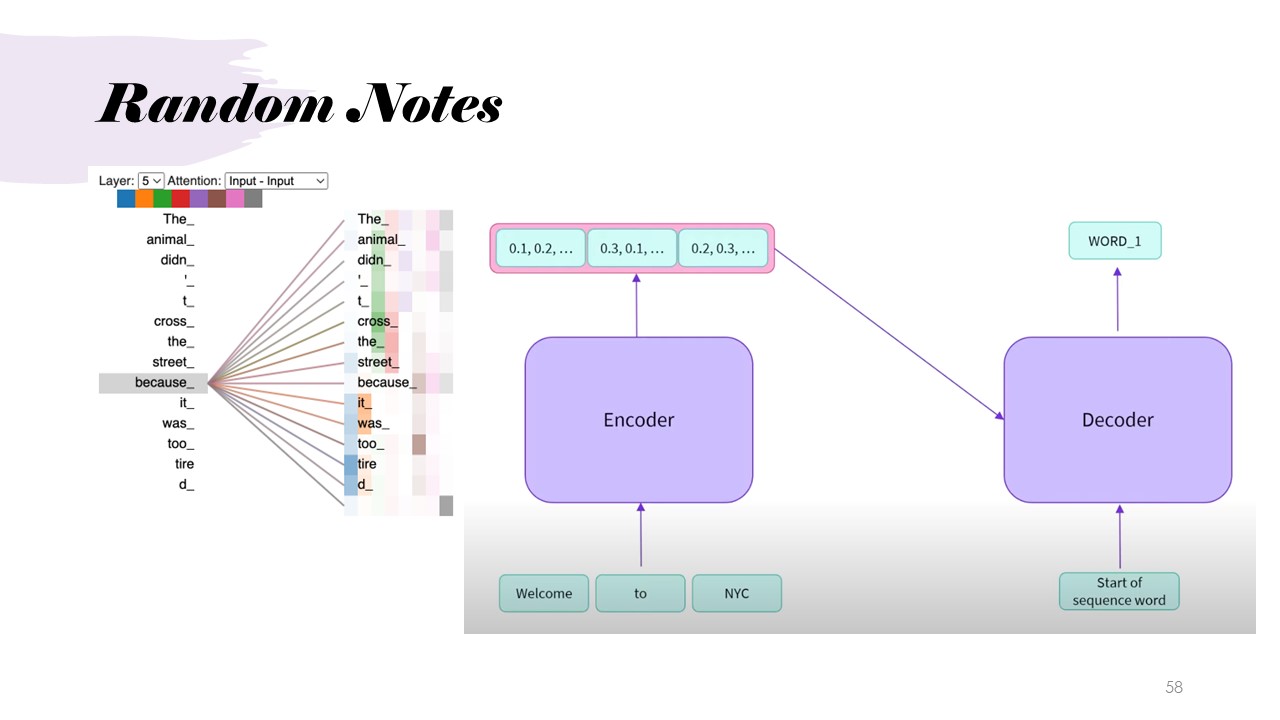 Random Notes
Layer: 5 Attention: Input - Input
The_ The_
animal_ animal_
didn_ didn_
'_ '_
t_ t_
cross_ cross_
the_ the_
street_ street_
because_ because_
it_ it_
was_ was_
too_ too_
tire tire
d_ d_
0.1, 0.2, … 0.3, 0.1, … 0.2, 0.3, …
WORD_1
Encoder
Decoder
Welcome to NYC
Start of
sequence word
58